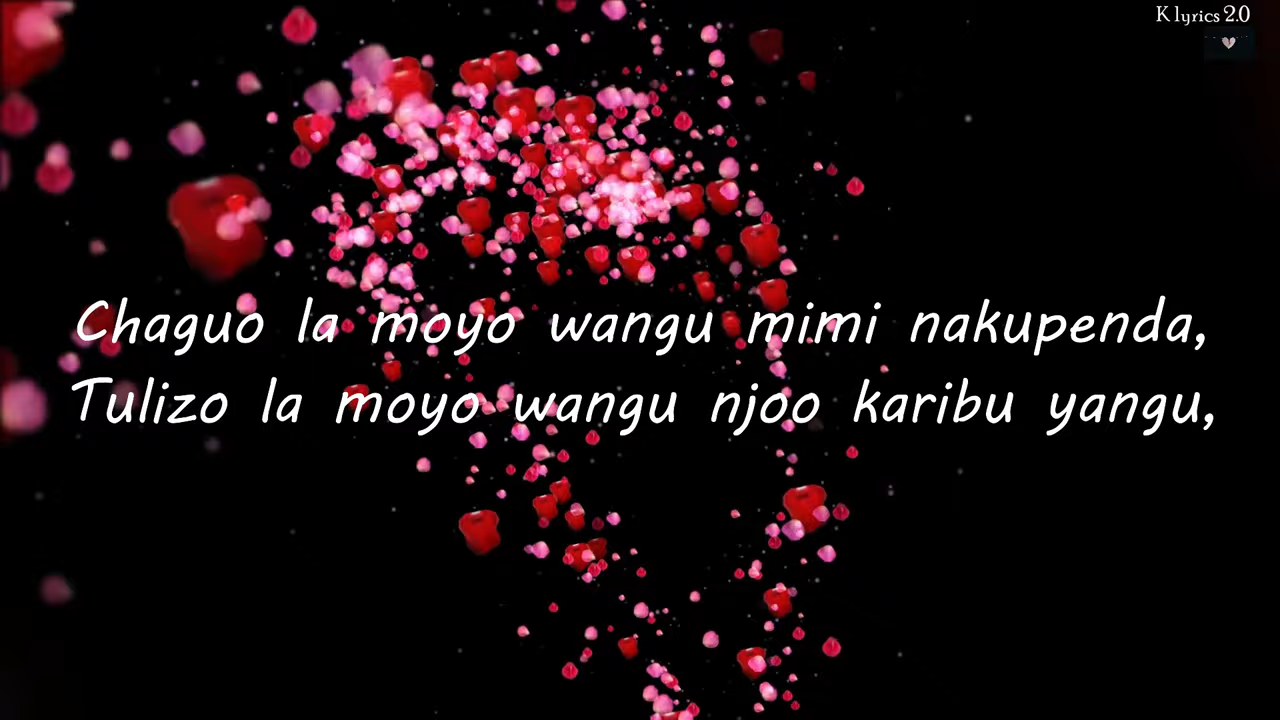 K lyrics 2.0
Chaguo la moyo wangu mimi nakupenda,
Tulizo la moyo wangu njoo karibu yangu,